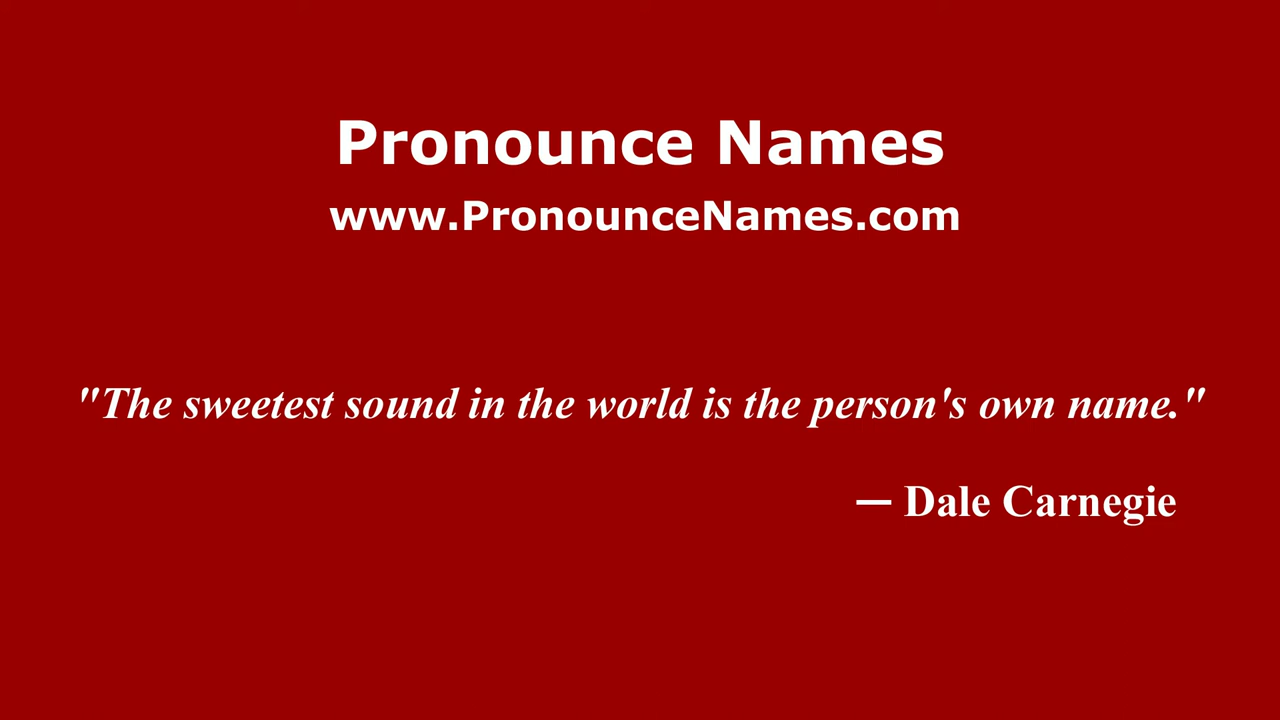 Pronounce Names
www.PronounceNames.com
"The sweetest sound in the world is the person's own name."
— Dale Carnegie